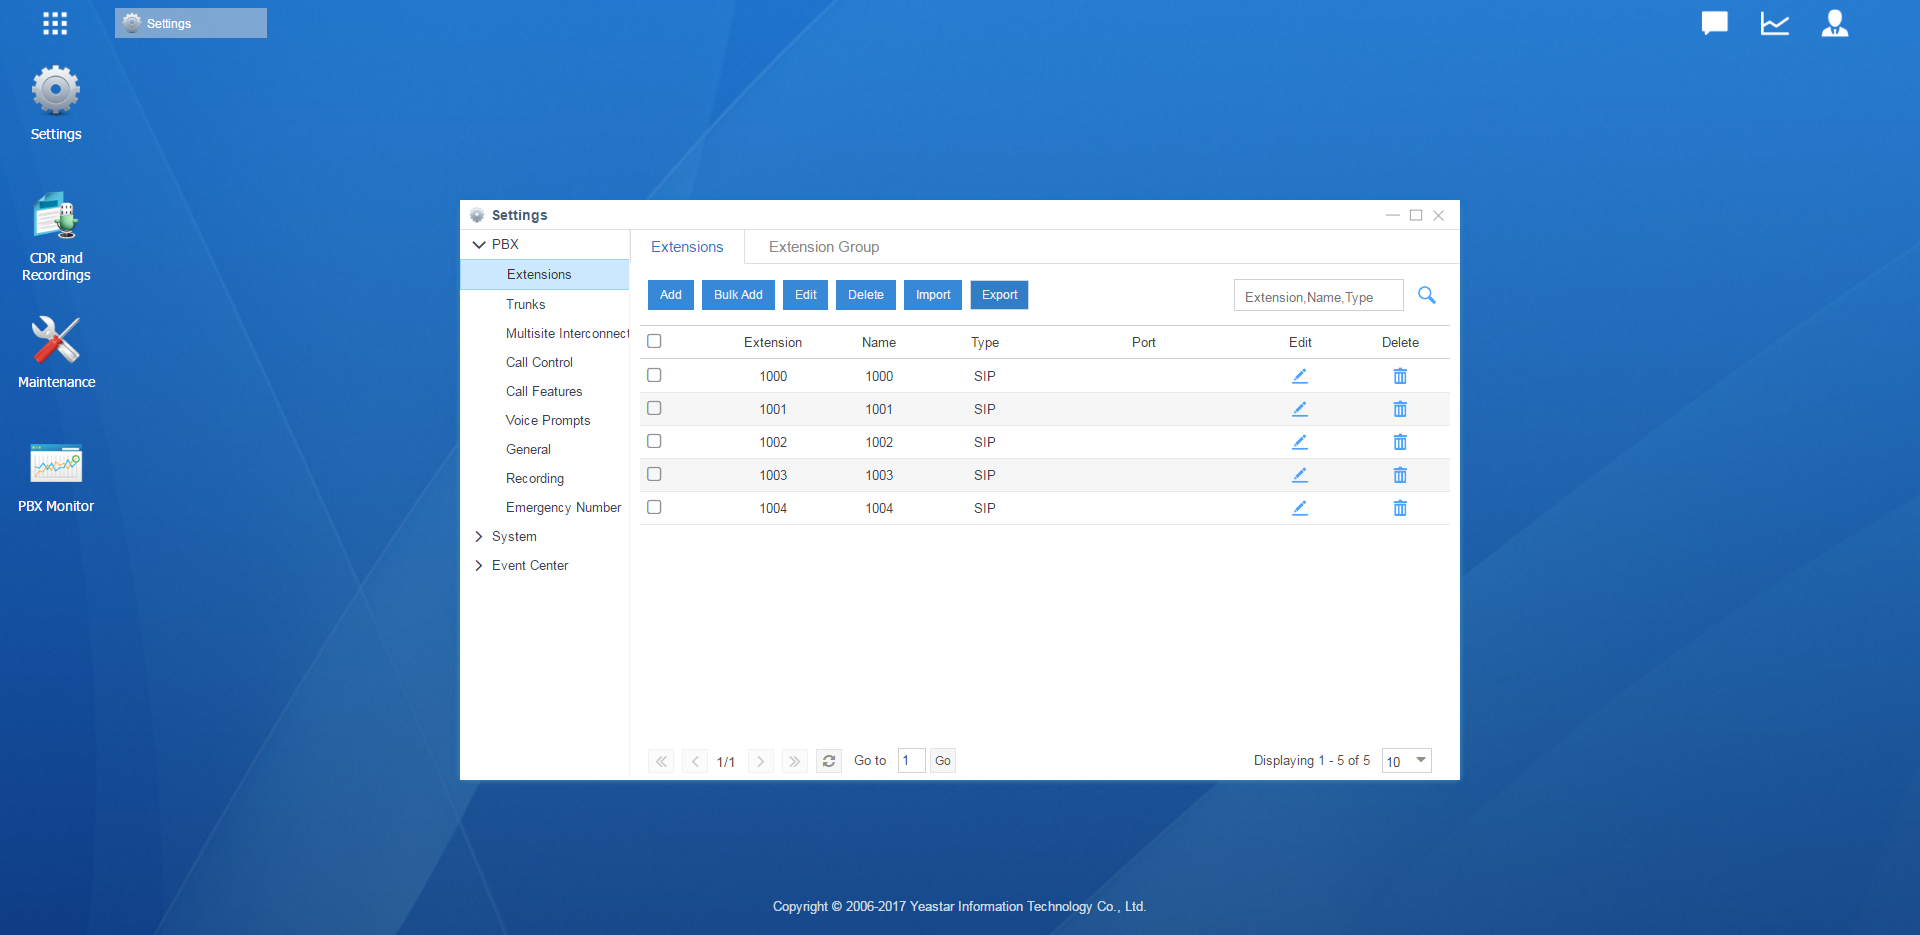 Settings
Settings
CDR and
Recordings
Maintenance
PBX Monitor
Settings
PBX
Extensions
Trunks
Multisite Interconnect
Call Control
Call Features
Voice Prompts
General
Recording
Emergency Number
System
Event Center
Extensions Extension Group
Add Bulk Add Edit Delete Import Export Extension,Name,Type
Extension Name Type Port Edit Delete
1000 1000 SIP
1001 1001 SIP
1002 1002 SIP
1003 1003 SIP
1004 1004 SIP
1/1 Go to 1 Go Displaying 1 - 5 of 5 10
Copyright © 2006-2017 Yeastar Information Technology Co., Ltd.